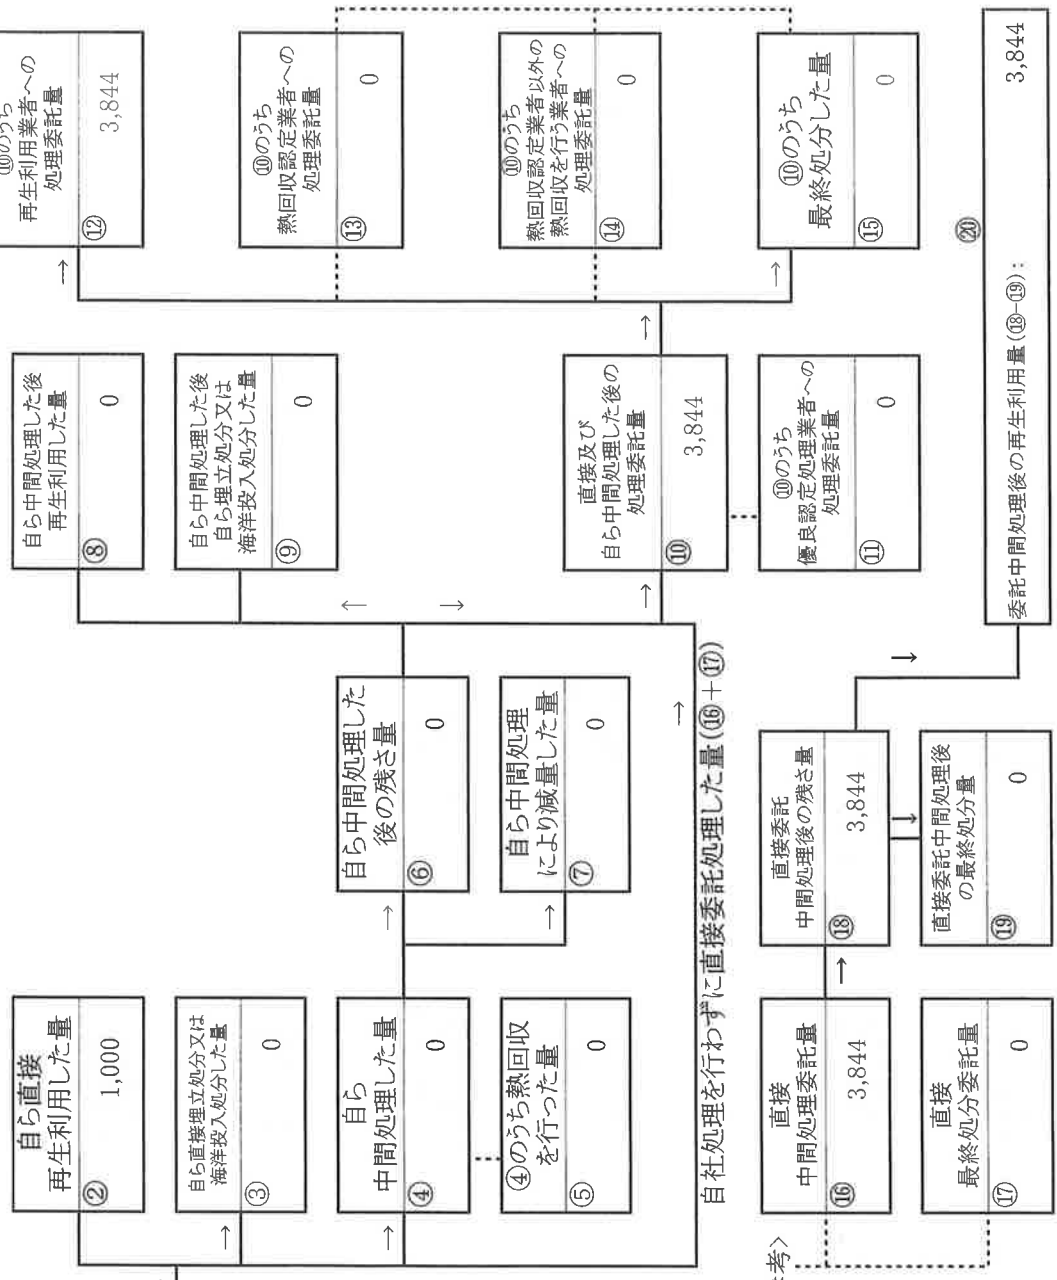 自ら直接
再生利用した量
② 1,000
自ら直接埋立処分又は
海洋投入処分した量
③ 0
自ら
中間処理した量
④ 0
④のうち熱回収
を行った量
⑤ 0
自ら中間処理した
後の残さ量
⑥ 0
自ら中間処理
により減量した量
⑦ 0
自ら中間処理した後
再生利用した量
⑧ 0
自ら中間処理した後
自ら埋立処分又は
海洋投入処分した量
⑨ 0
直接及び
自ら中間処理した後の
処理委託量
⑩ 3,844
⑩のうち
優良認定処理業者への
処理委託量
⑪ 0
⑩のうち
再生利用業者への
処理委託量
⑫ 3,844
⑩のうち
熱回収認定業者への
処理委託量
⑬ 0
⑩のうち
熱回収認定業者以外の
熱回収を行う業者への
処理委託量
⑭ 0
⑩のうち
最終処分した量
⑮ 0
自社処理を行わずに直接委託処理した量(⑯+⑰)
考>
直接
中間処理委託量
⑯ 3,844
直接
最終処分委託量
⑰ 0
直接委託
中間処理後の残さ量
⑱ 3,844
直接委託中間処理後
の最終処分量
⑲ 0
⑳
委託中間処理後の再生利用量(⑱-⑲): 3,844